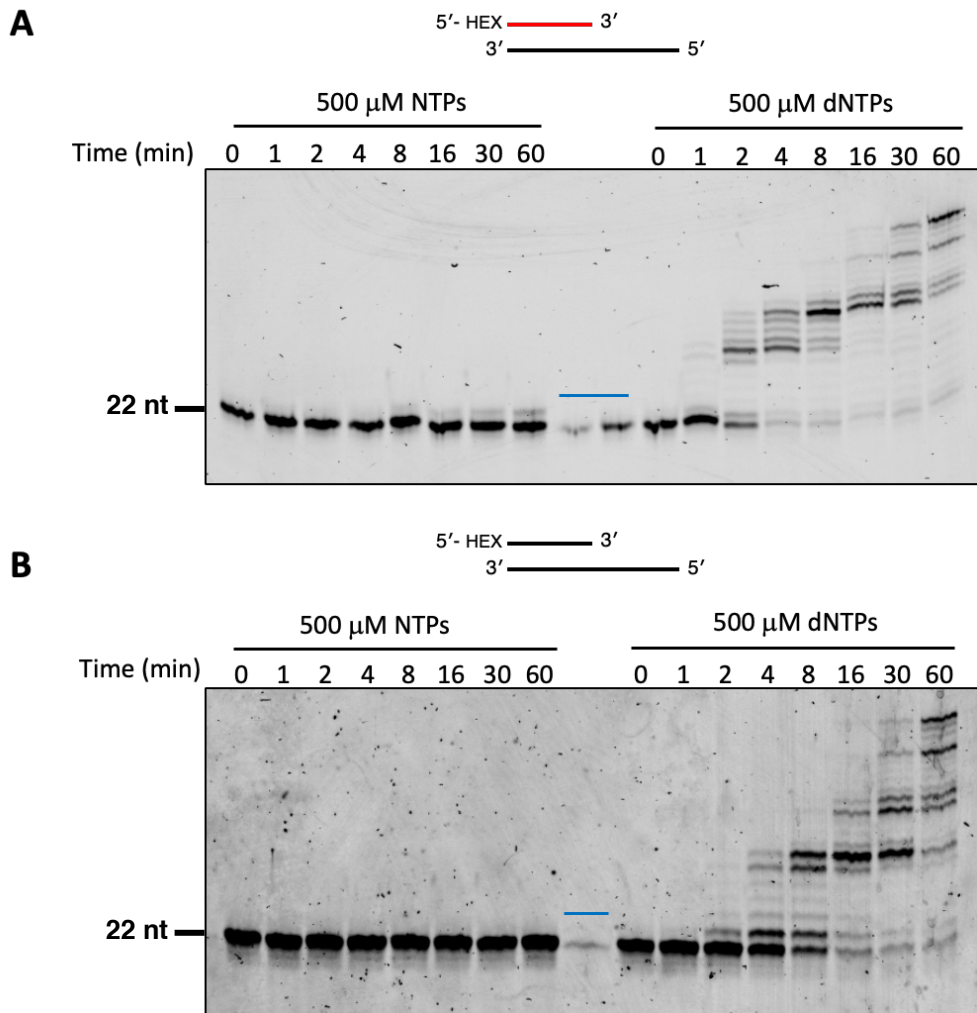 A
5′- HEX 3′
3′ 5′
500 μM NTPs 500 μM dNTPs
Time (min) 0 1 2 4 8 16 30 60 0 1 2 4 8 16 30 60
22 nt
B
5′- HEX 3′
3′ 5′
500 μM NTPs 500 μM dNTPs
Time (min) 0 1 2 4 8 16 30 60 0 1 2 4 8 16 30 60
22 nt